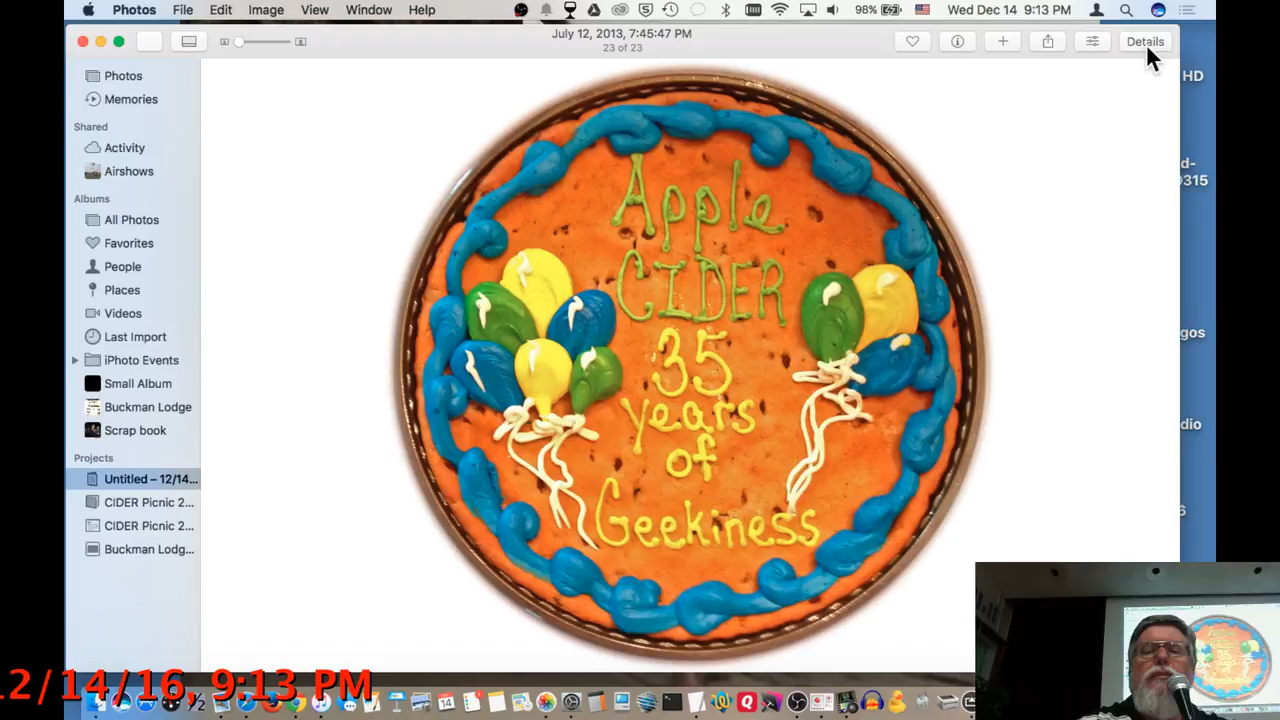 Photos File Edit Image View Window Help 98% Wed Dec 14 9:13 PM
July 12, 2013, 7:45:47 PM
23 of 23
Details
HD
Photos
Memories
Shared
Activity
Airshows
Albums
All Photos
Favorites
People
Places
Videos
Last Import
iPhoto Events
Small Album
Buckman Lodge
Scrap book
Projects
Untitled – 12/14...
CIDER Picnic 2...
CIDER Picnic 2...
Buckman Lodg...
Apple
CIDER
35
years
of
Geekiness
d-
0315
gos
dio
6
12/14/16, 9:13 PM